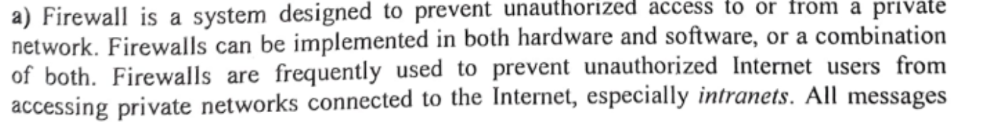 a) Firewall is a system designed to prevent unauthorized access to or from a private
network. Firewalls can be implemented in both hardware and software, or a combination
of both. Firewalls are frequently used to prevent unauthorized Internet users from
accessing private networks connected to the Internet, especially intranets. All messages